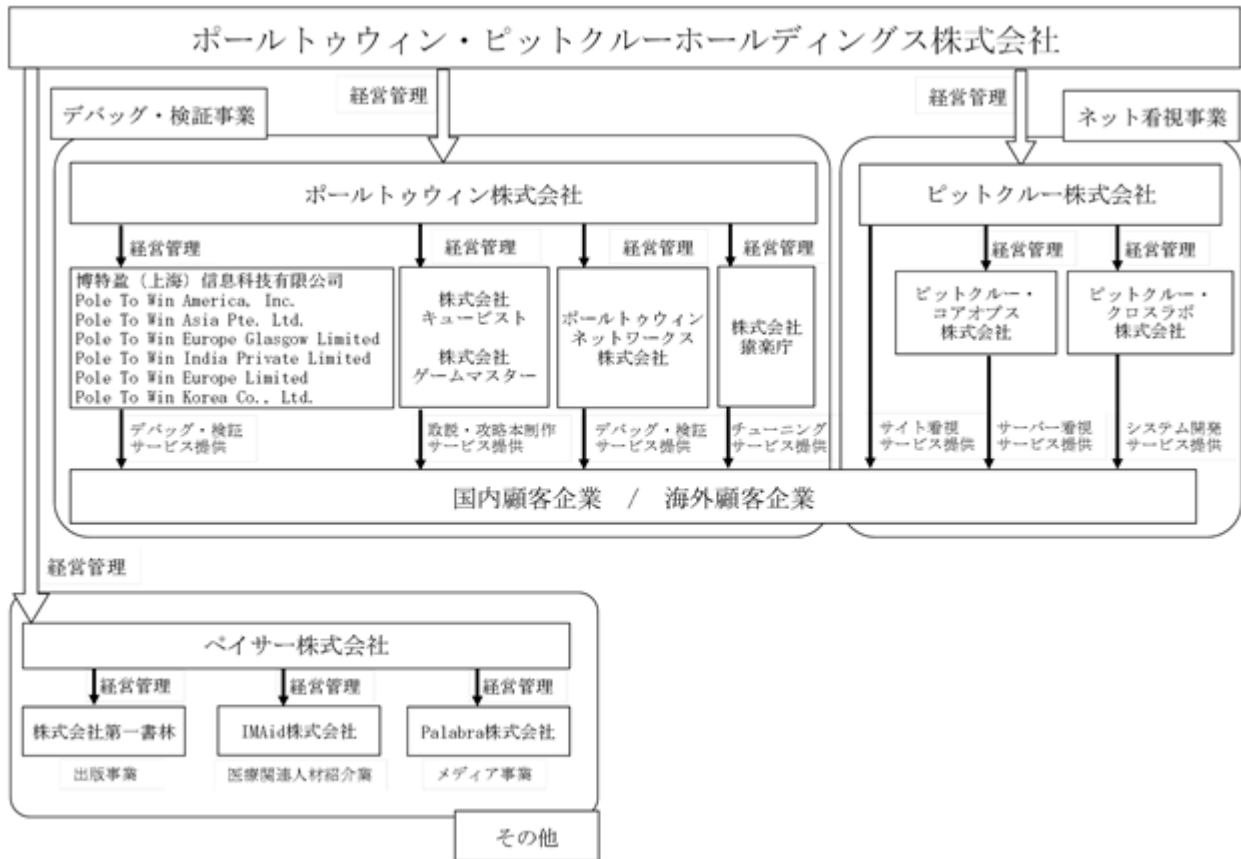 ポールトゥウィン・ピットクルーホールディングス株式会社
経営管理
経営管理
デバッグ・検証事業
ネット看視事業
ポールトゥウィン株式会社
ピットクルー株式会社
経営管理
経営管理
経営管理
経営管理
経営管理
経営管理
博特盈（上海）信息科技有限公司
Pole To Win America, Inc.
Pole To Win Asia Pte. Ltd.
Pole To Win Europe Glasgow Limited
Pole To Win India Private Limited
Pole To Win Europe Limited
Pole To Win Korea Co., Ltd.
株式会社
キュービスト
株式会社
ゲームマスター
ポールトゥウィン
ネットワークス
株式会社
株式会社
猿楽庁
ピットクルー・
コアオプス
株式会社
ピットクルー・
クロスラボ
株式会社
デバッグ・検証
サービス提供
取説・攻略本制作
サービス提供
デバッグ・検証
サービス提供
チューニング
サービス提供
サイト看視
サービス提供
サーバー看視
サービス提供
システム開発
サービス提供
国内顧客企業 / 海外顧客企業
経営管理
ペイサー株式会社
経営管理
経営管理
経営管理
株式会社第一書林
IMAid株式会社
Palabra株式会社
出版事業
医療関連人材紹介業
メディア事業
その他